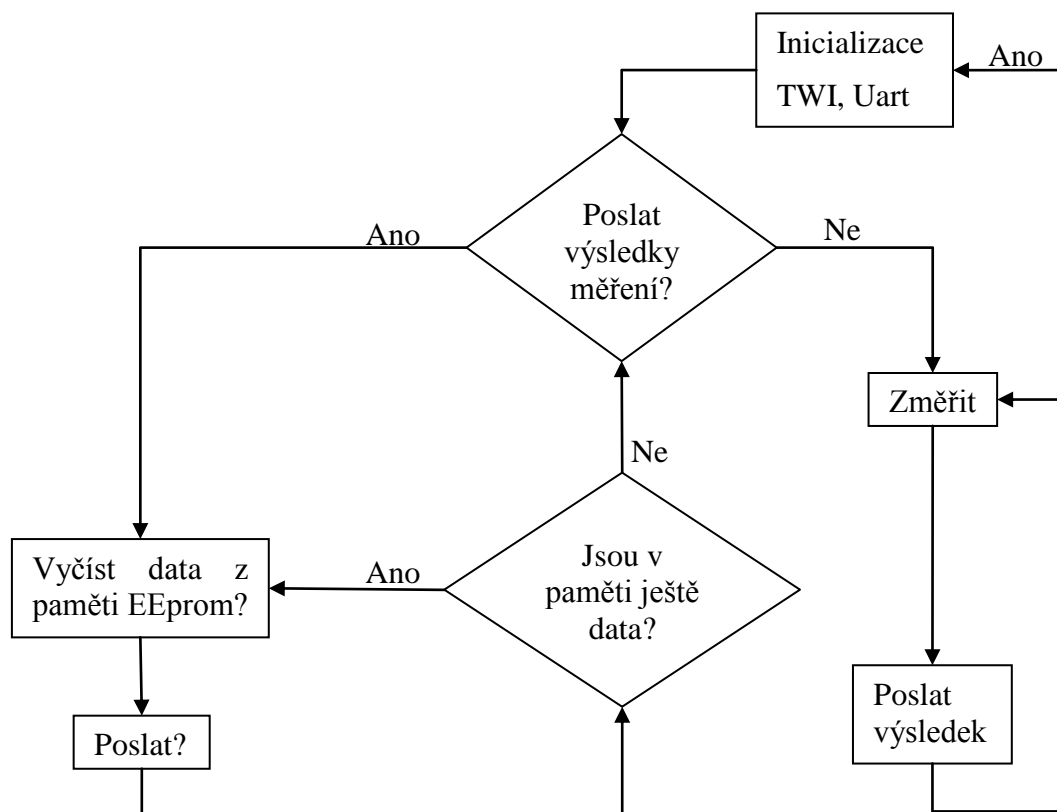 Inicializace
TWI, Uart
Ano
Poslat
výsledky
měření?
Ano
Ne
Změřit
Ne
Vyčíst data z
paměti EEprom?
Ano
Jsou v
paměti ještě
data?
Poslat
výsledek
Poslat?